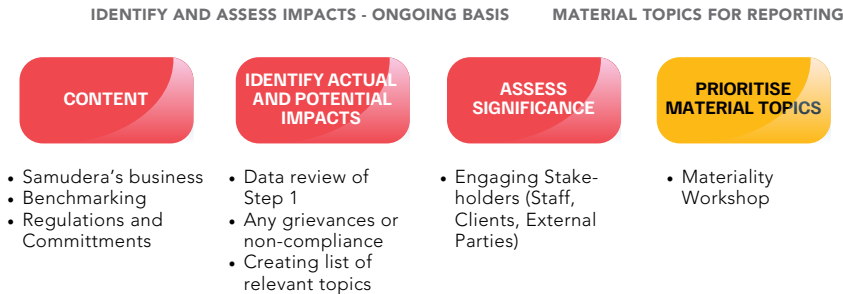 IDENTIFY AND ASSESS IMPACTS - ONGOING BASIS
MATERIAL TOPICS FOR REPORTING
CONTENT
• Samudera's business
• Benchmarking
• Regulations and
Committments
IDENTIFY ACTUAL
AND POTENTIAL
IMPACTS
• Data review of
Step 1
• Any grievances or
non-compliance
• Creating list of
relevant topics
ASSESS
SIGNIFICANCE
• Engaging Stake-
holders (Staff,
Clients, External
Parties)
PRIORITISE
MATERIAL TOPICS
• Materiality
Workshop